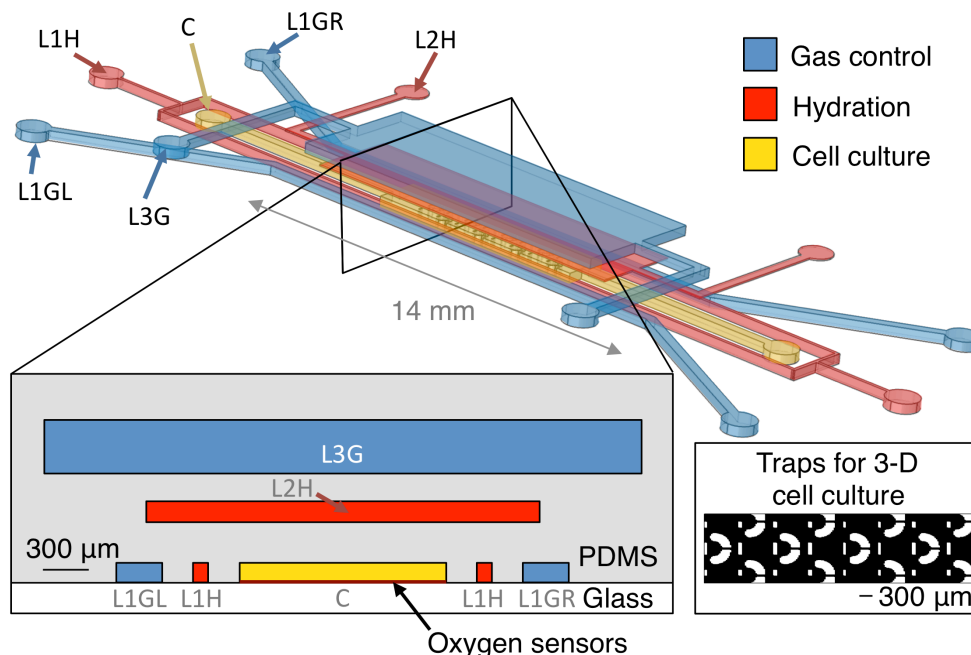 L1H
C
L1GR
L2H
Gas control
Hydration
Cell culture
L1GL
L3G
14 mm
L3G
L2H
300 µm
PDMS
L1GL
L1H
C
L1H
L1GR
Glass
Oxygen sensors
Traps for 3-D
cell culture
300 µm